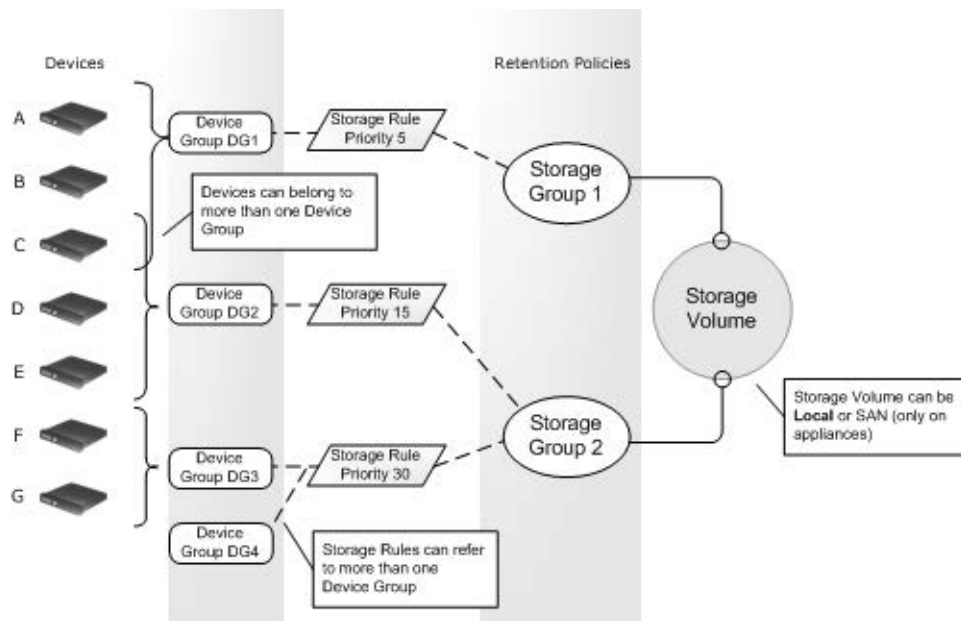 Devices
Retention Policies
A
B
C
D
E
F
G
Device
Group DG1
Storage Rule
Priority 5
Storage
Group 1
Devices can belong to
more than one Device
Group
Device
Group DG2
Storage Rule
Priority 15
Storage
Volume
Storage Volume can be
Local or SAN (only on
appliances)
Storage
Group 2
Device
Group DG3
Storage Rule
Priority 30
Device
Group DG4
Storage Rules can refer
to more than one
Device Group